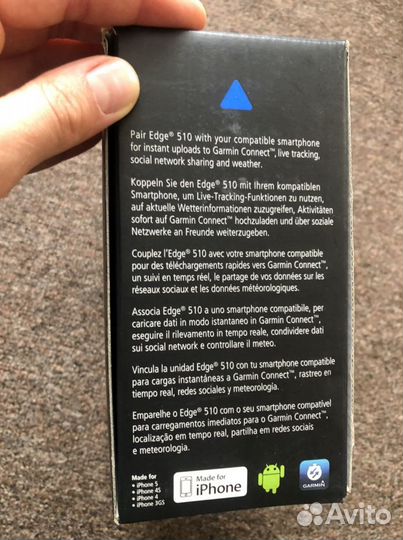 Pair Edge® 510 with your compatible smartphone
for instant uploads to Garmin Connect™, live tracking,
social network sharing and weather.
Koppeln Sie den Edge® 510 mit Ihrem kompatiblen
Smartphone, um Live-Tracking-Funktionen zu nutzen,
auf aktuelle Wetterinformationen zuzugreifen, Aktivitäten
sofort auf Garmin Connect™ hochzuladen und über soziale
Netzwerke an Freunde weiterzugeben.
Couplez l'Edge® 510 avec votre smartphone compatible
pour des téléchargements rapides vers Garmin Connect™,
un suivi en temps réel, le partage de vos données sur les
réseaux sociaux et les données météorologiques.
Associa Edge® 510 a uno smartphone compatibile, per
caricare dati in modo istantaneo in Garmin Connect™,
eseguire il rilevamento in tempo reale, condividere dati
sui social network e controllare il meteo.
Vincula la unidad Edge® 510 con tu smartphone compatible
para cargas instantáneas a Garmin Connect™, rastreo en
tiempo real, redes sociales y meteorología.
Emparelhe o Edge® 510 com o seu smartphone compatível
para carregamentos imediatos para o Garmin Connect™,
localização em tempo real, partilha em redes sociais
e meteorologia.
Made for
• iPhone 5
• iPhone 4S
• iPhone 4
• iPhone 3GS
Made for
iPhone
GARMIN
Avito